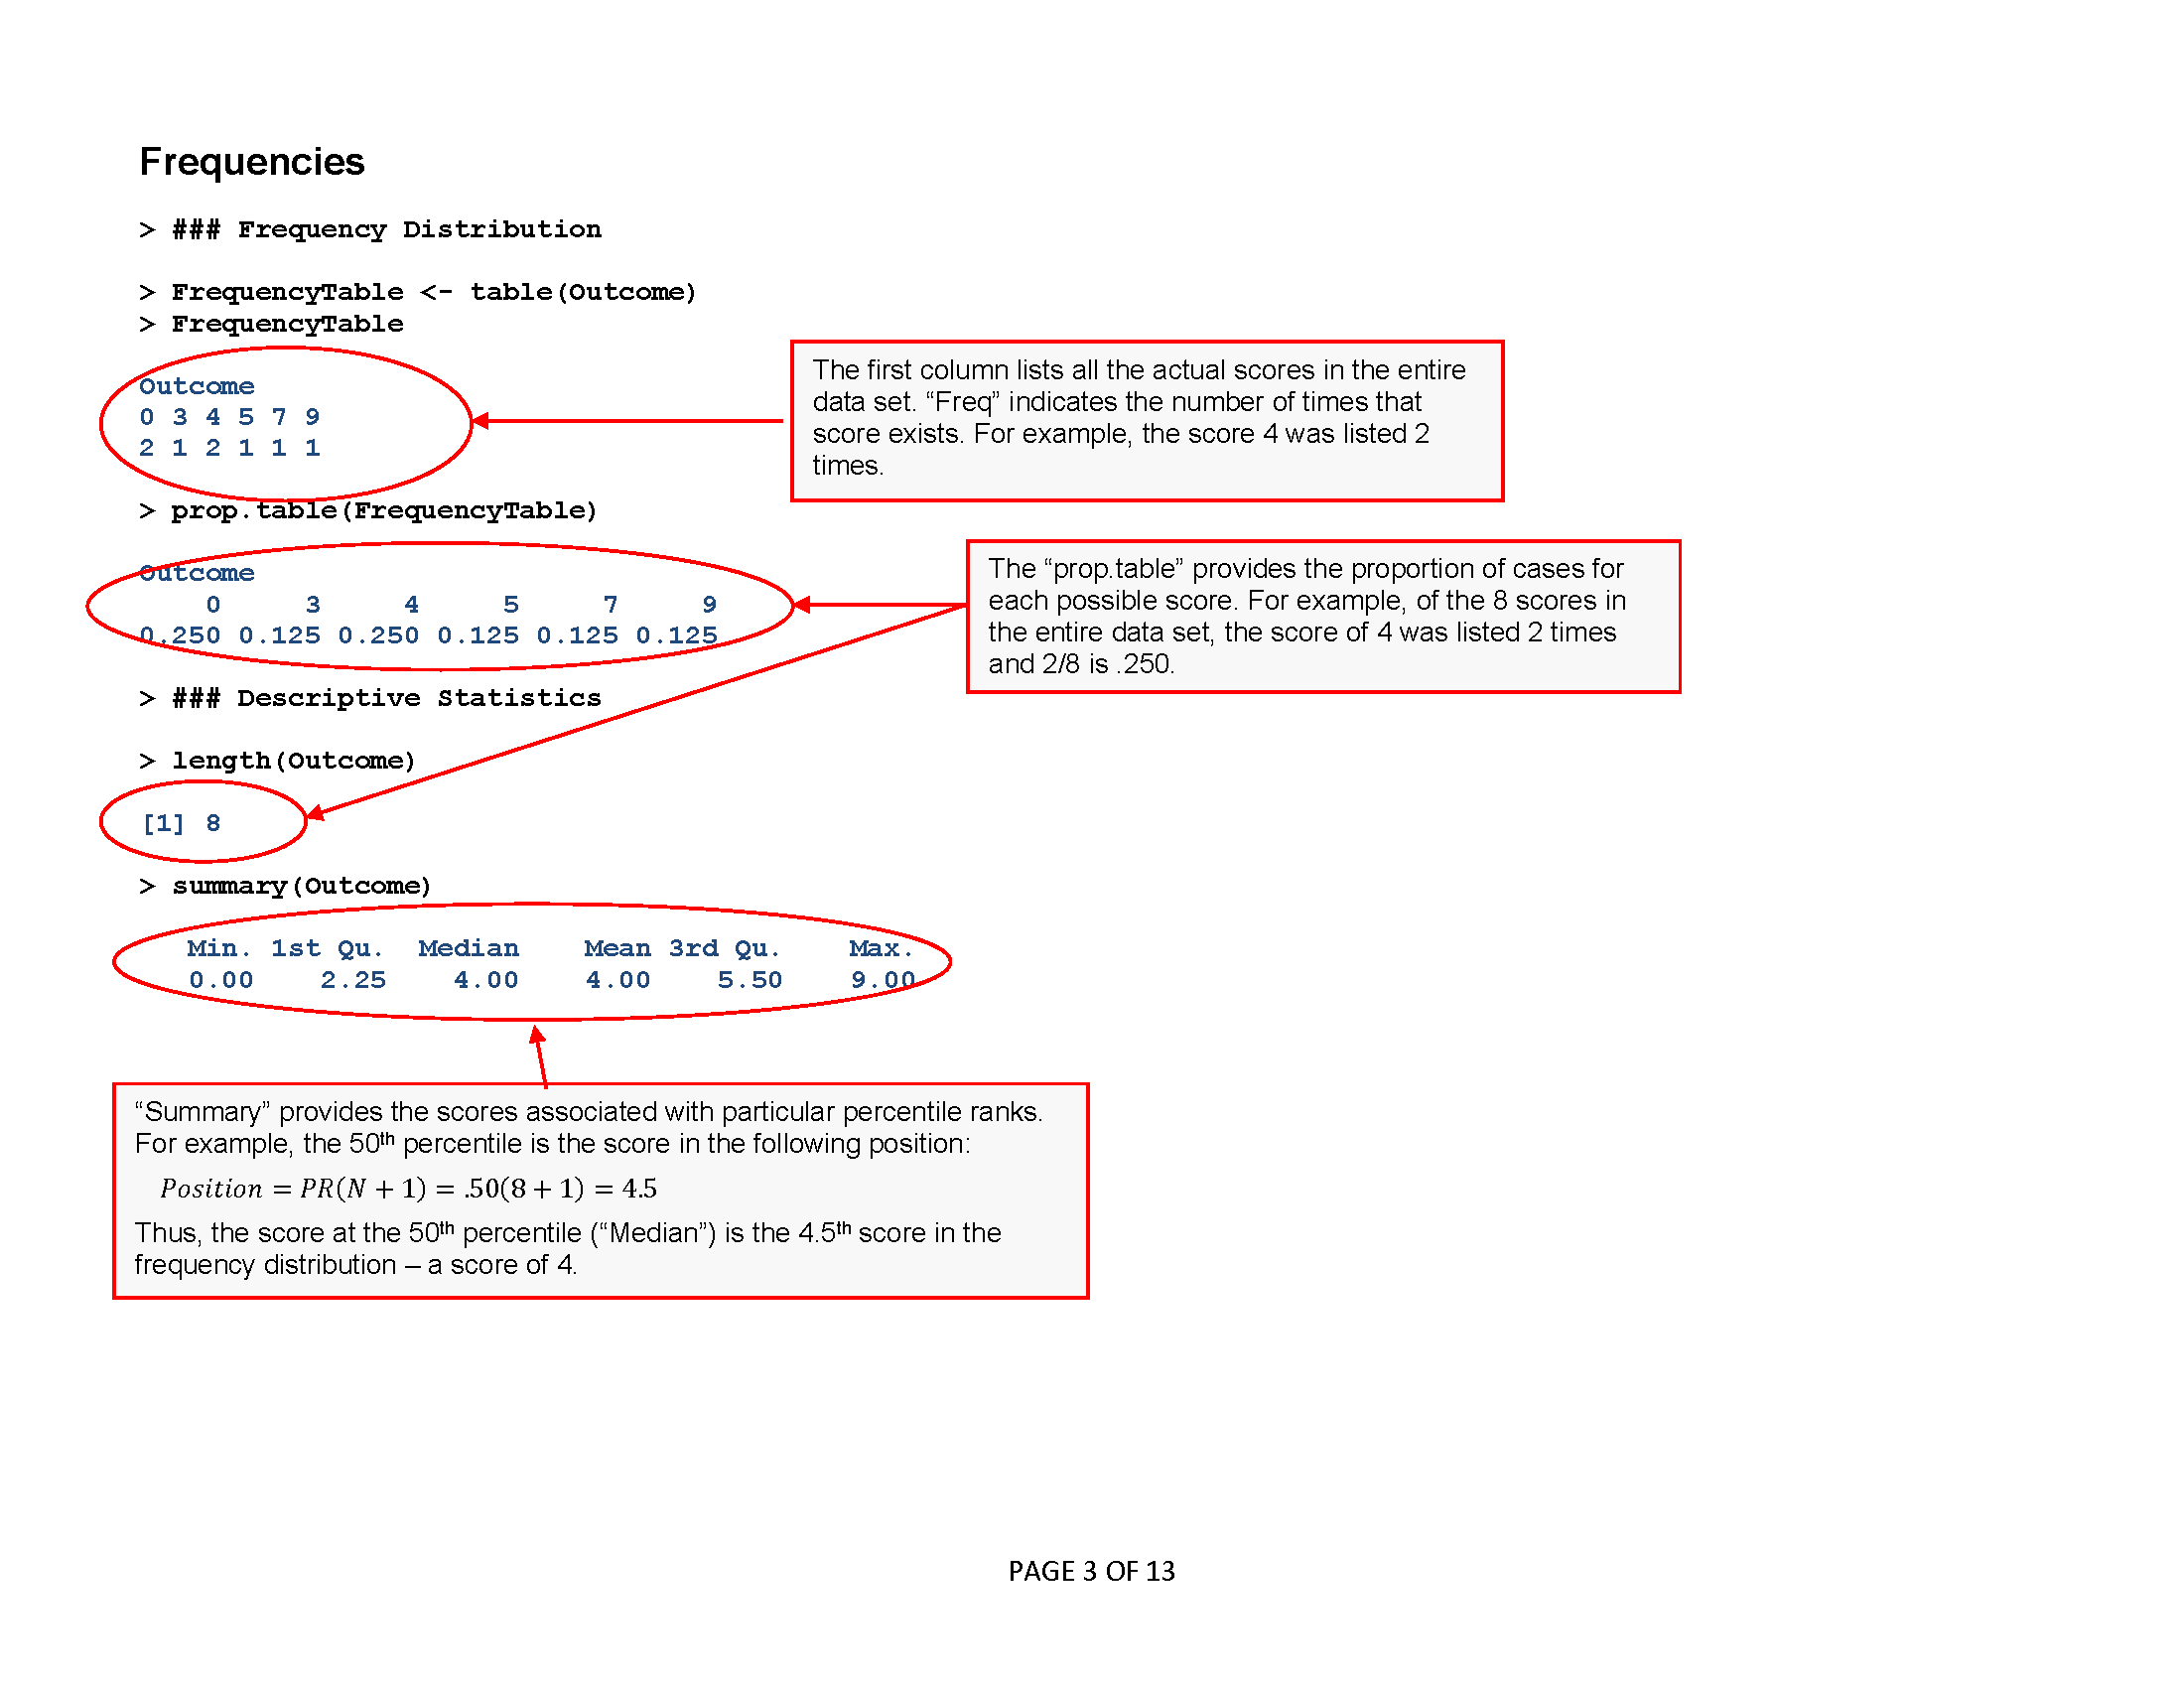 Frequencies
> ### Frequency Distribution
> FrequencyTable <- table(Outcome)
> FrequencyTable
Outcome
0 3 4 5 7 9
2 1 2 1 1 1
The first column lists all the actual scores in the entire
data set. “Freq” indicates the number of times that
score exists. For example, the score 4 was listed 2
times.
> prop.table(FrequencyTable)
Outcome
0 3 4 5 7 9
0.250 0.125 0.250 0.125 0.125 0.125
The “prop.table” provides the proportion of cases for
each possible score. For example, of the 8 scores in
the entire data set, the score of 4 was listed 2 times
and 2/8 is .250.
> ### Descriptive Statistics
> length(Outcome)
[1] 8
> summary(Outcome)
Min. 1st Qu. Median Mean 3rd Qu. Max.
0.00 2.25 4.00 4.00 5.50 9.00
“Summary” provides the scores associated with particular percentile ranks.
For example, the 50th percentile is the score in the following position:
Position = PR(N + 1) = .50(8 + 1) = 4.5
Thus, the score at the 50th percentile (“Median”) is the 4.5th score in the
frequency distribution – a score of 4.
PAGE 3 OF 13